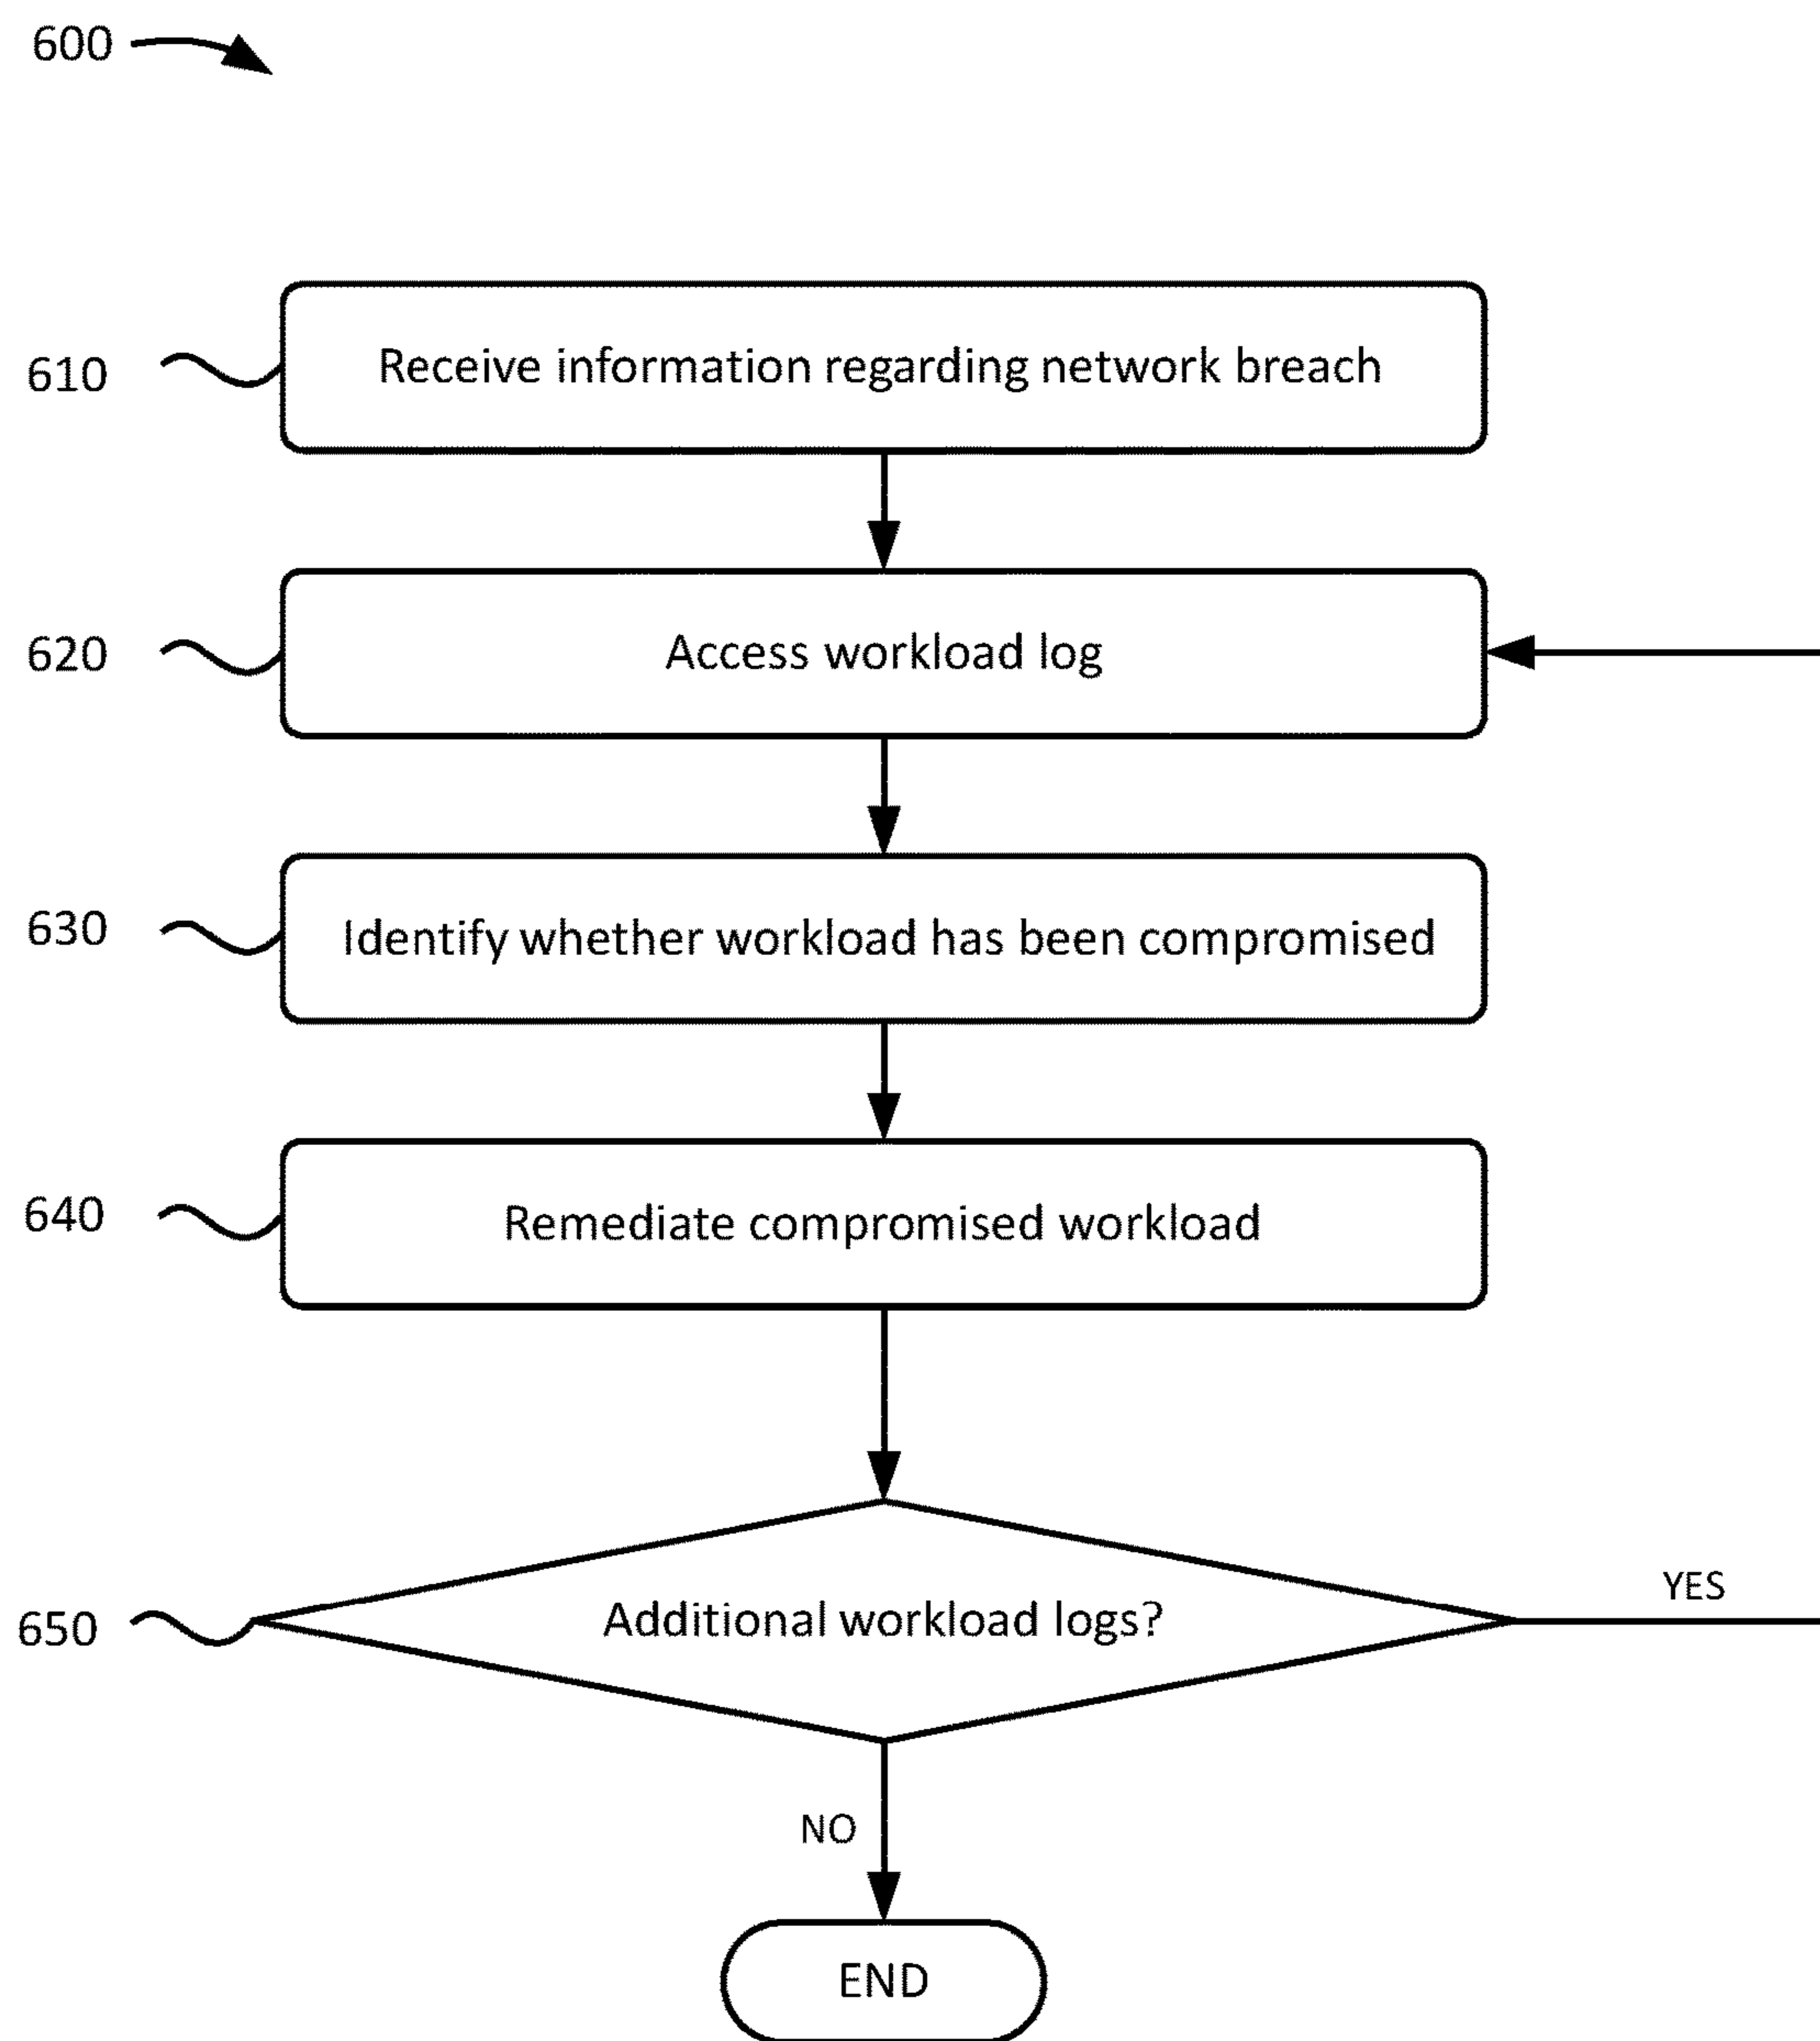 600
610
Receive information regarding network breach
620
Access workload log
630
Identify whether workload has been compromised
640
Remediate compromised workload
650
Additional workload logs?
YES
NO
END